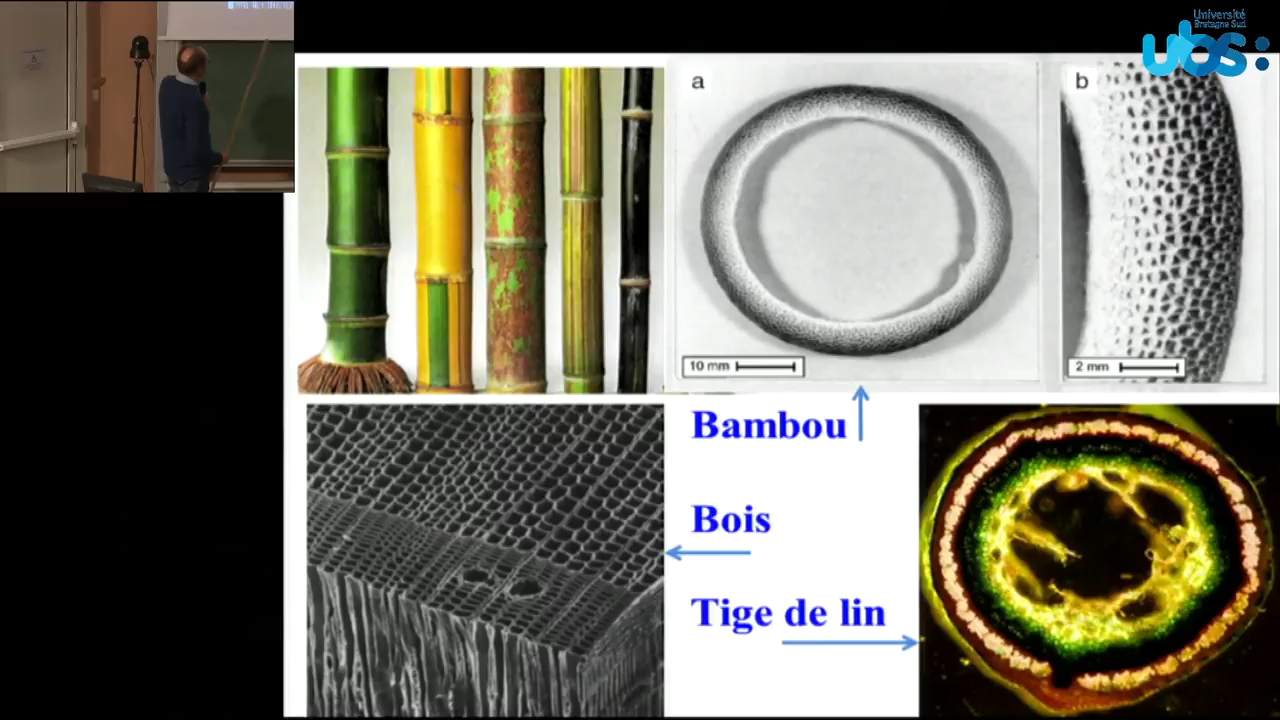 Université
Bretagne Sud
ubs:
a
b
10 mm
2 mm
Bambou
Bois
Tige de lin